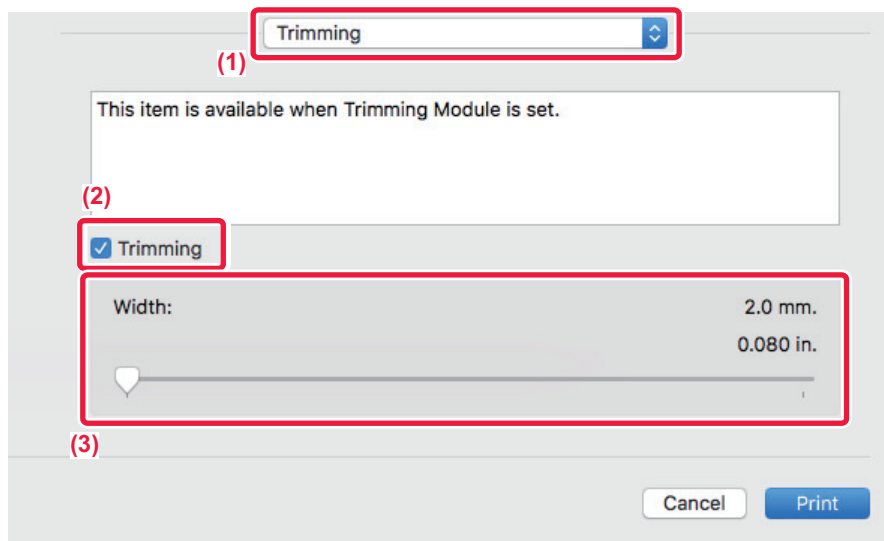 Trimming
(1)
This item is available when Trimming Module is set.
(2)
Trimming
Width:
2.0 mm.
0.080 in.
(3)
Cancel
Print